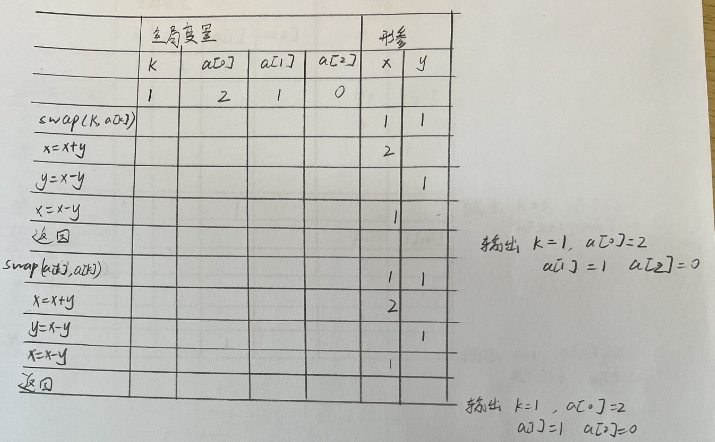 全局变量 形参
k a[0] a[1] a[2] x y
1 2 1 0
swap(k,a[k]) 1 1
x=x+y 2
y=x-y 1
x=x-y 1
返回
输出 k=1, a[0]=2
a[1]=1 a[2]=0
swap(a[k],a[k]) 1 1
x=x+y 2
y=x-y 1
x=x-y 1
返回
输出 k=1, a[0]=2
a[]=1 a[2]=0